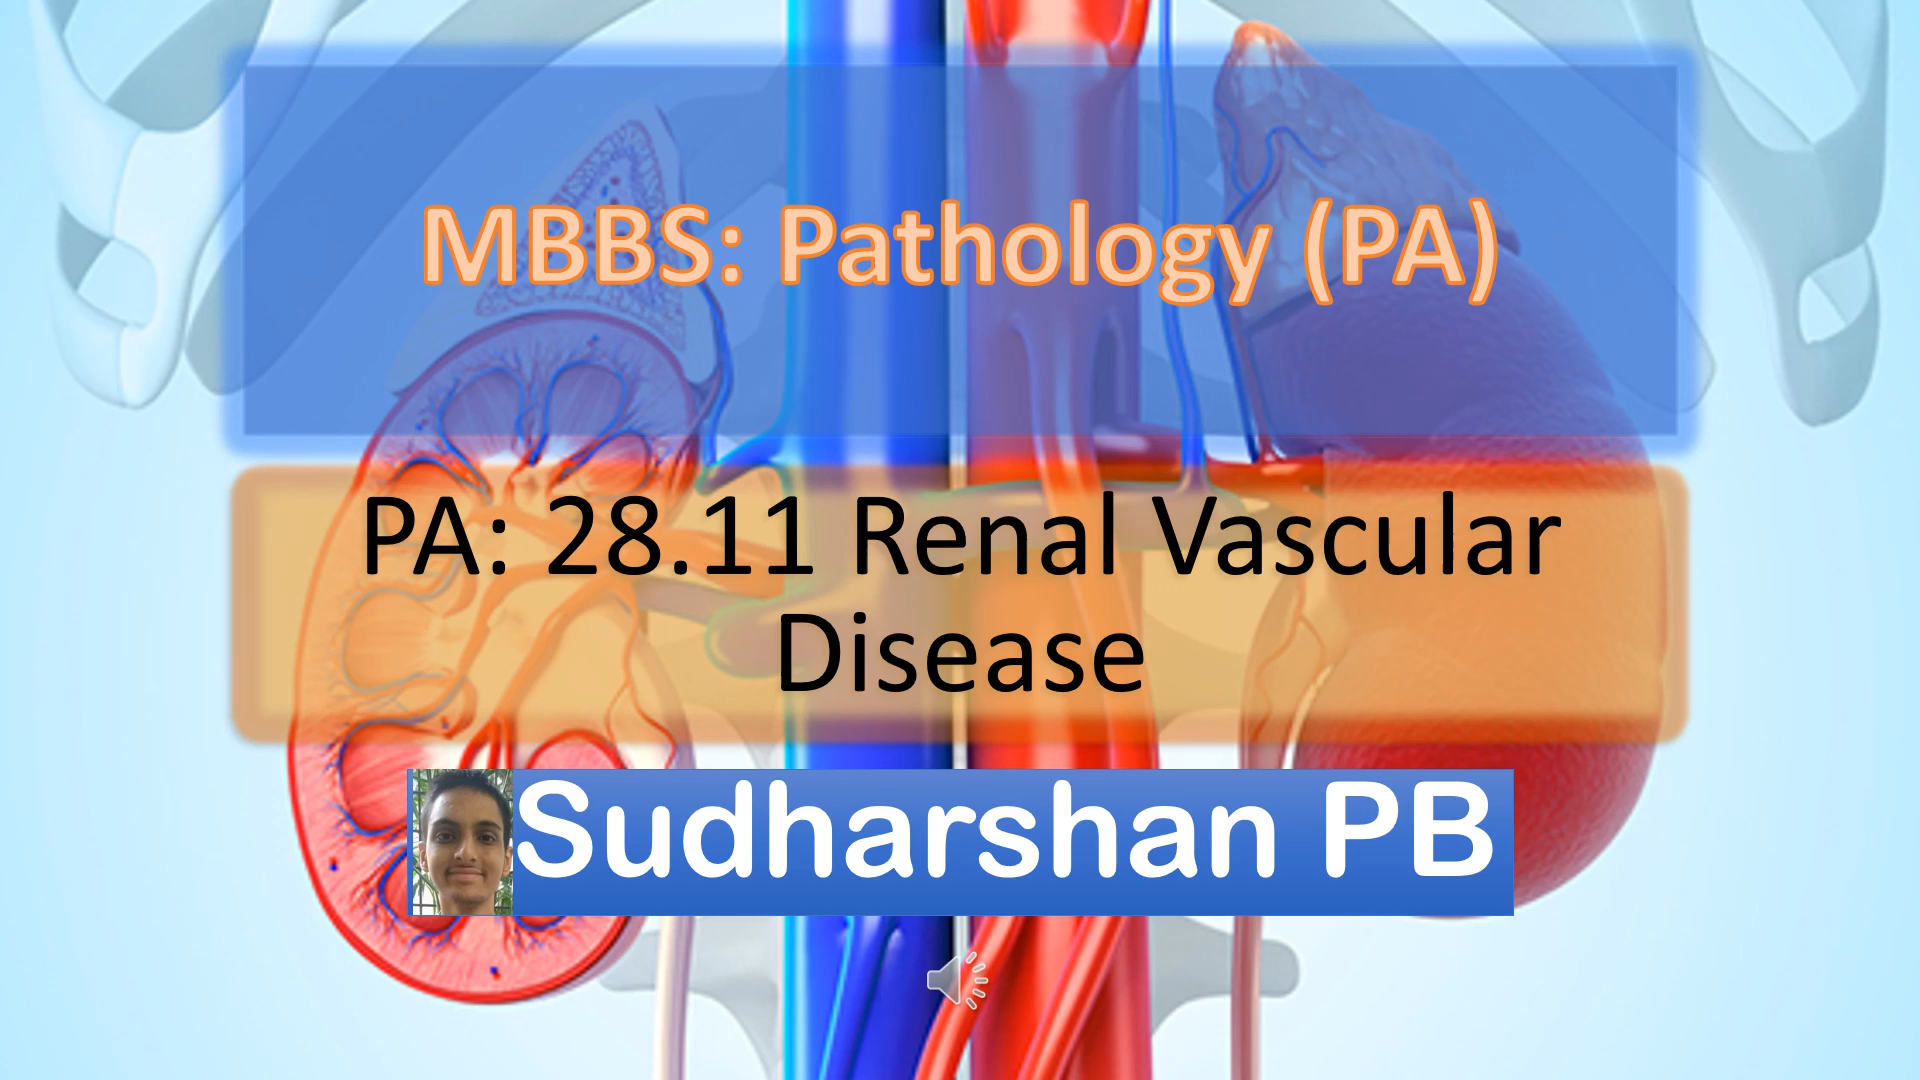 MBBS: Pathology (PA)
PA: 28.11 Renal Vascular
Disease
Sudharshan PB